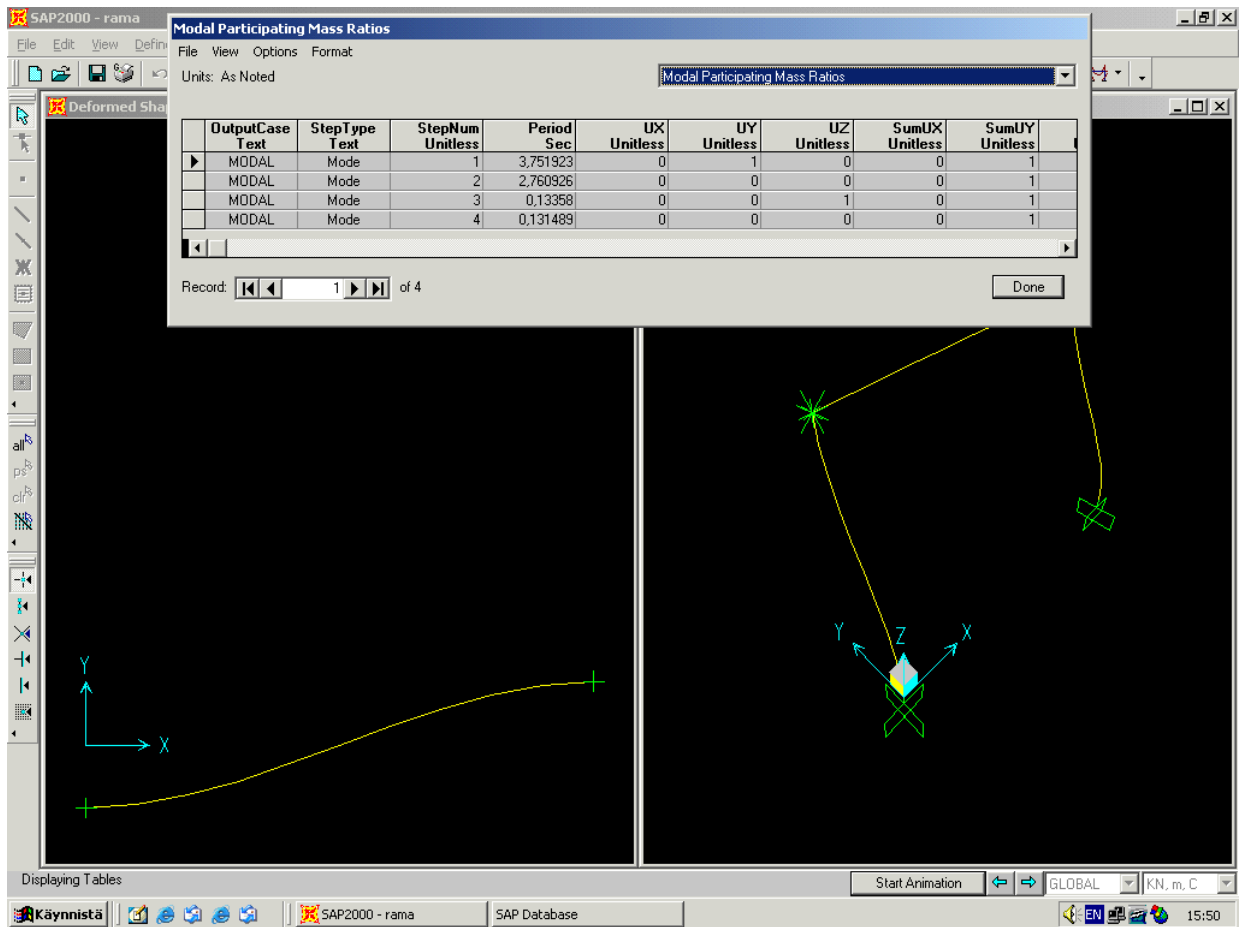 SAP2000 - rama
File Edit View Defin
Modal Participating Mass Ratios
File View Options Format
Units: As Noted
Modal Participating Mass Ratios
Deformed Sha
OutputCase StepType StepNum Period UX UY UZ SumUX SumUY
Text Text Unitless Sec Unitless Unitless Unitless Unitless Unitless
MODAL Mode 1 3,751923 0 1 0 0 1
MODAL Mode 2 2,760926 0 0 0 0 1
MODAL Mode 3 0,13358 0 0 1 0 1
MODAL Mode 4 0,131489 0 0 0 0 1
Record: 1 of 4
Done
all
ps
clr
Y
X
Y
Z
X
Displaying Tables
Start Animation
GLOBAL
KN, m, C
Käynnistä
SAP2000 - rama
SAP Database
EN
15:50